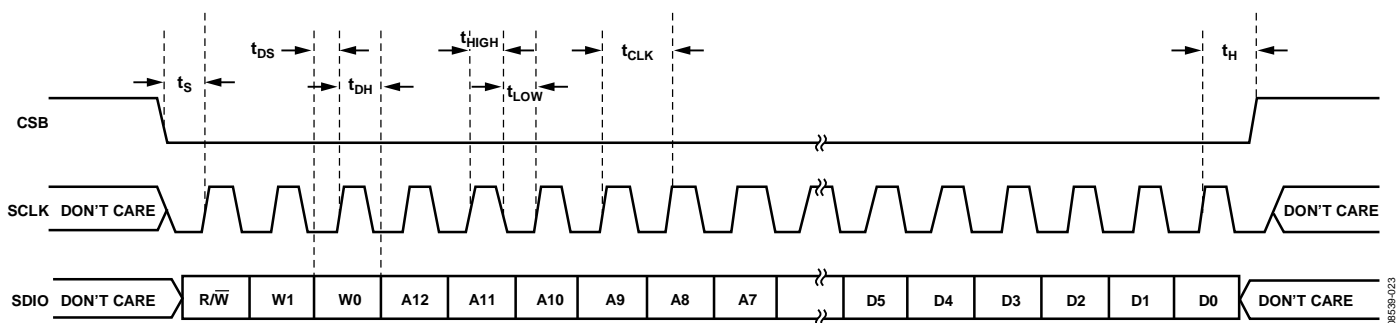 tDS
tHIGH
tCLK
tH
tS
tDH
tLOW
CSB
SCLK DON'T CARE
DON'T CARE
SDIO DON'T CARE
R/W̅
W1
W0
A12
A11
A10
A9
A8
A7
D5
D4
D3
D2
D1
D0
DON'T CARE
08539-023